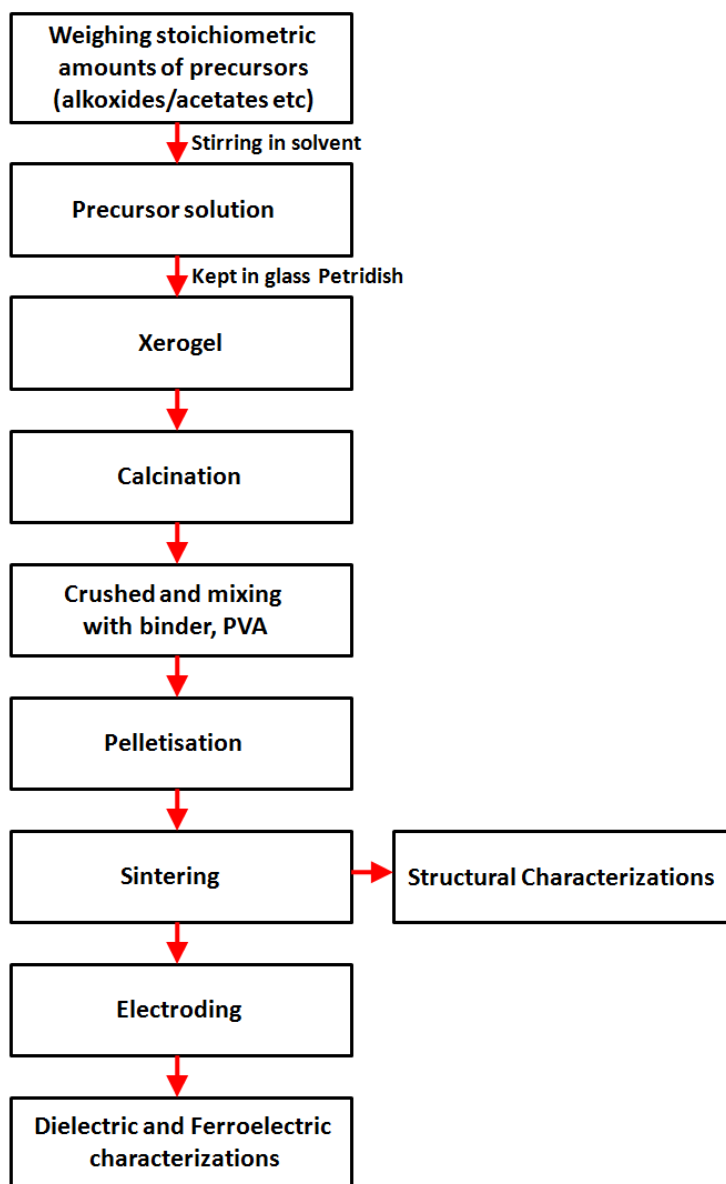 Weighing stoichiometric
amounts of precursors
(alkoxides/acetates etc)
Stirring in solvent
Precursor solution
Kept in glass Petridish
Xerogel
Calcination
Crushed and mixing
with binder, PVA
Pelletisation
Sintering
Structural Characterizations
Electroding
Dielectric and Ferroelectric
characterizations